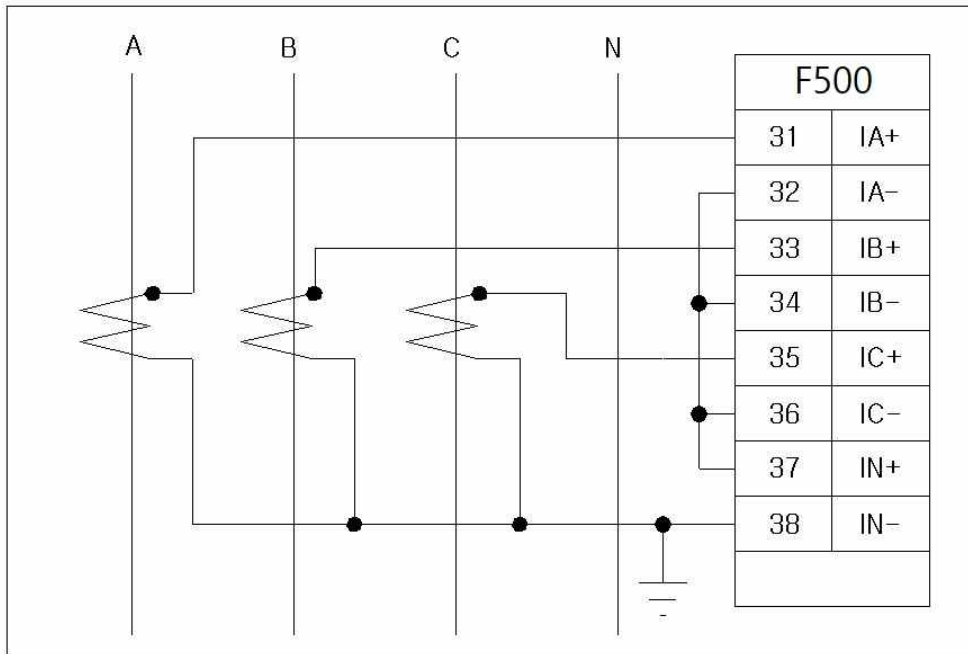 A B C N
F500
31 IA+
32 IA-
33 IB+
34 IB-
35 IC+
36 IC-
37 IN+
38 IN-